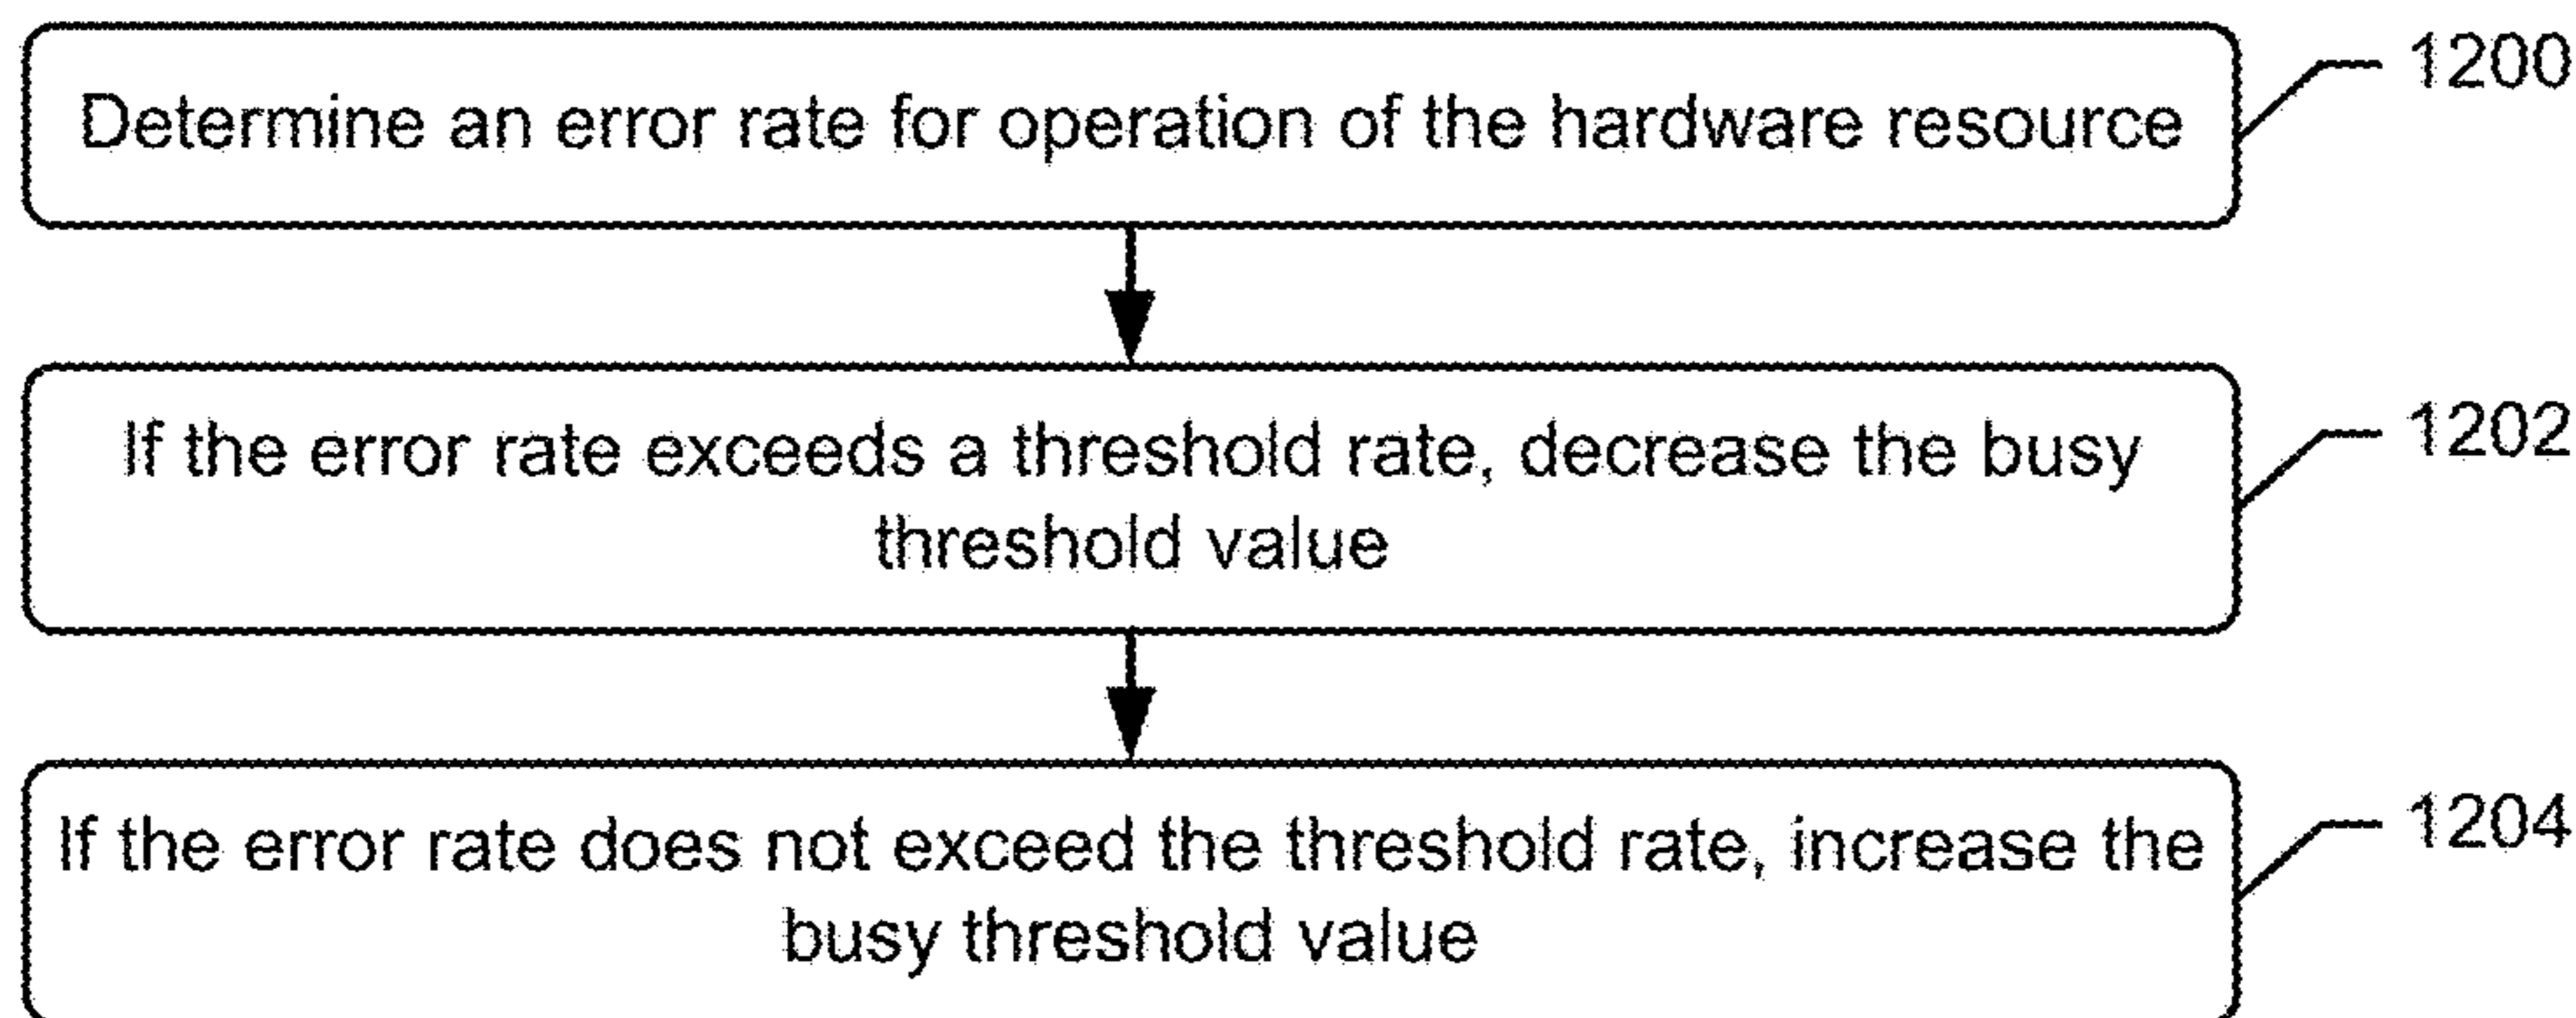 Determine an error rate for operation of the hardware resource
1200
If the error rate exceeds a threshold rate, decrease the busy
threshold value
1202
If the error rate does not exceed the threshold rate, increase the
busy threshold value
1204